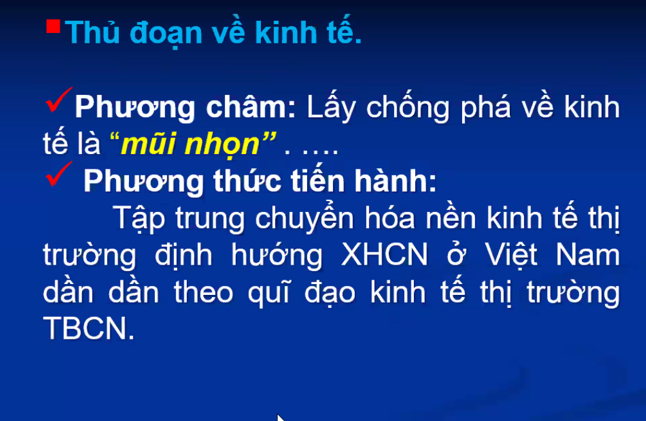 Thủ đoạn về kinh tế.
Phương châm: Lấy chống phá về kinh
tế là “mũi nhọn” . ….
Phương thức tiến hành:
Tập trung chuyển hóa nền kinh tế thị
trường định hướng XHCN ở Việt Nam
dần dần theo quĩ đạo kinh tế thị trường
TBCN.